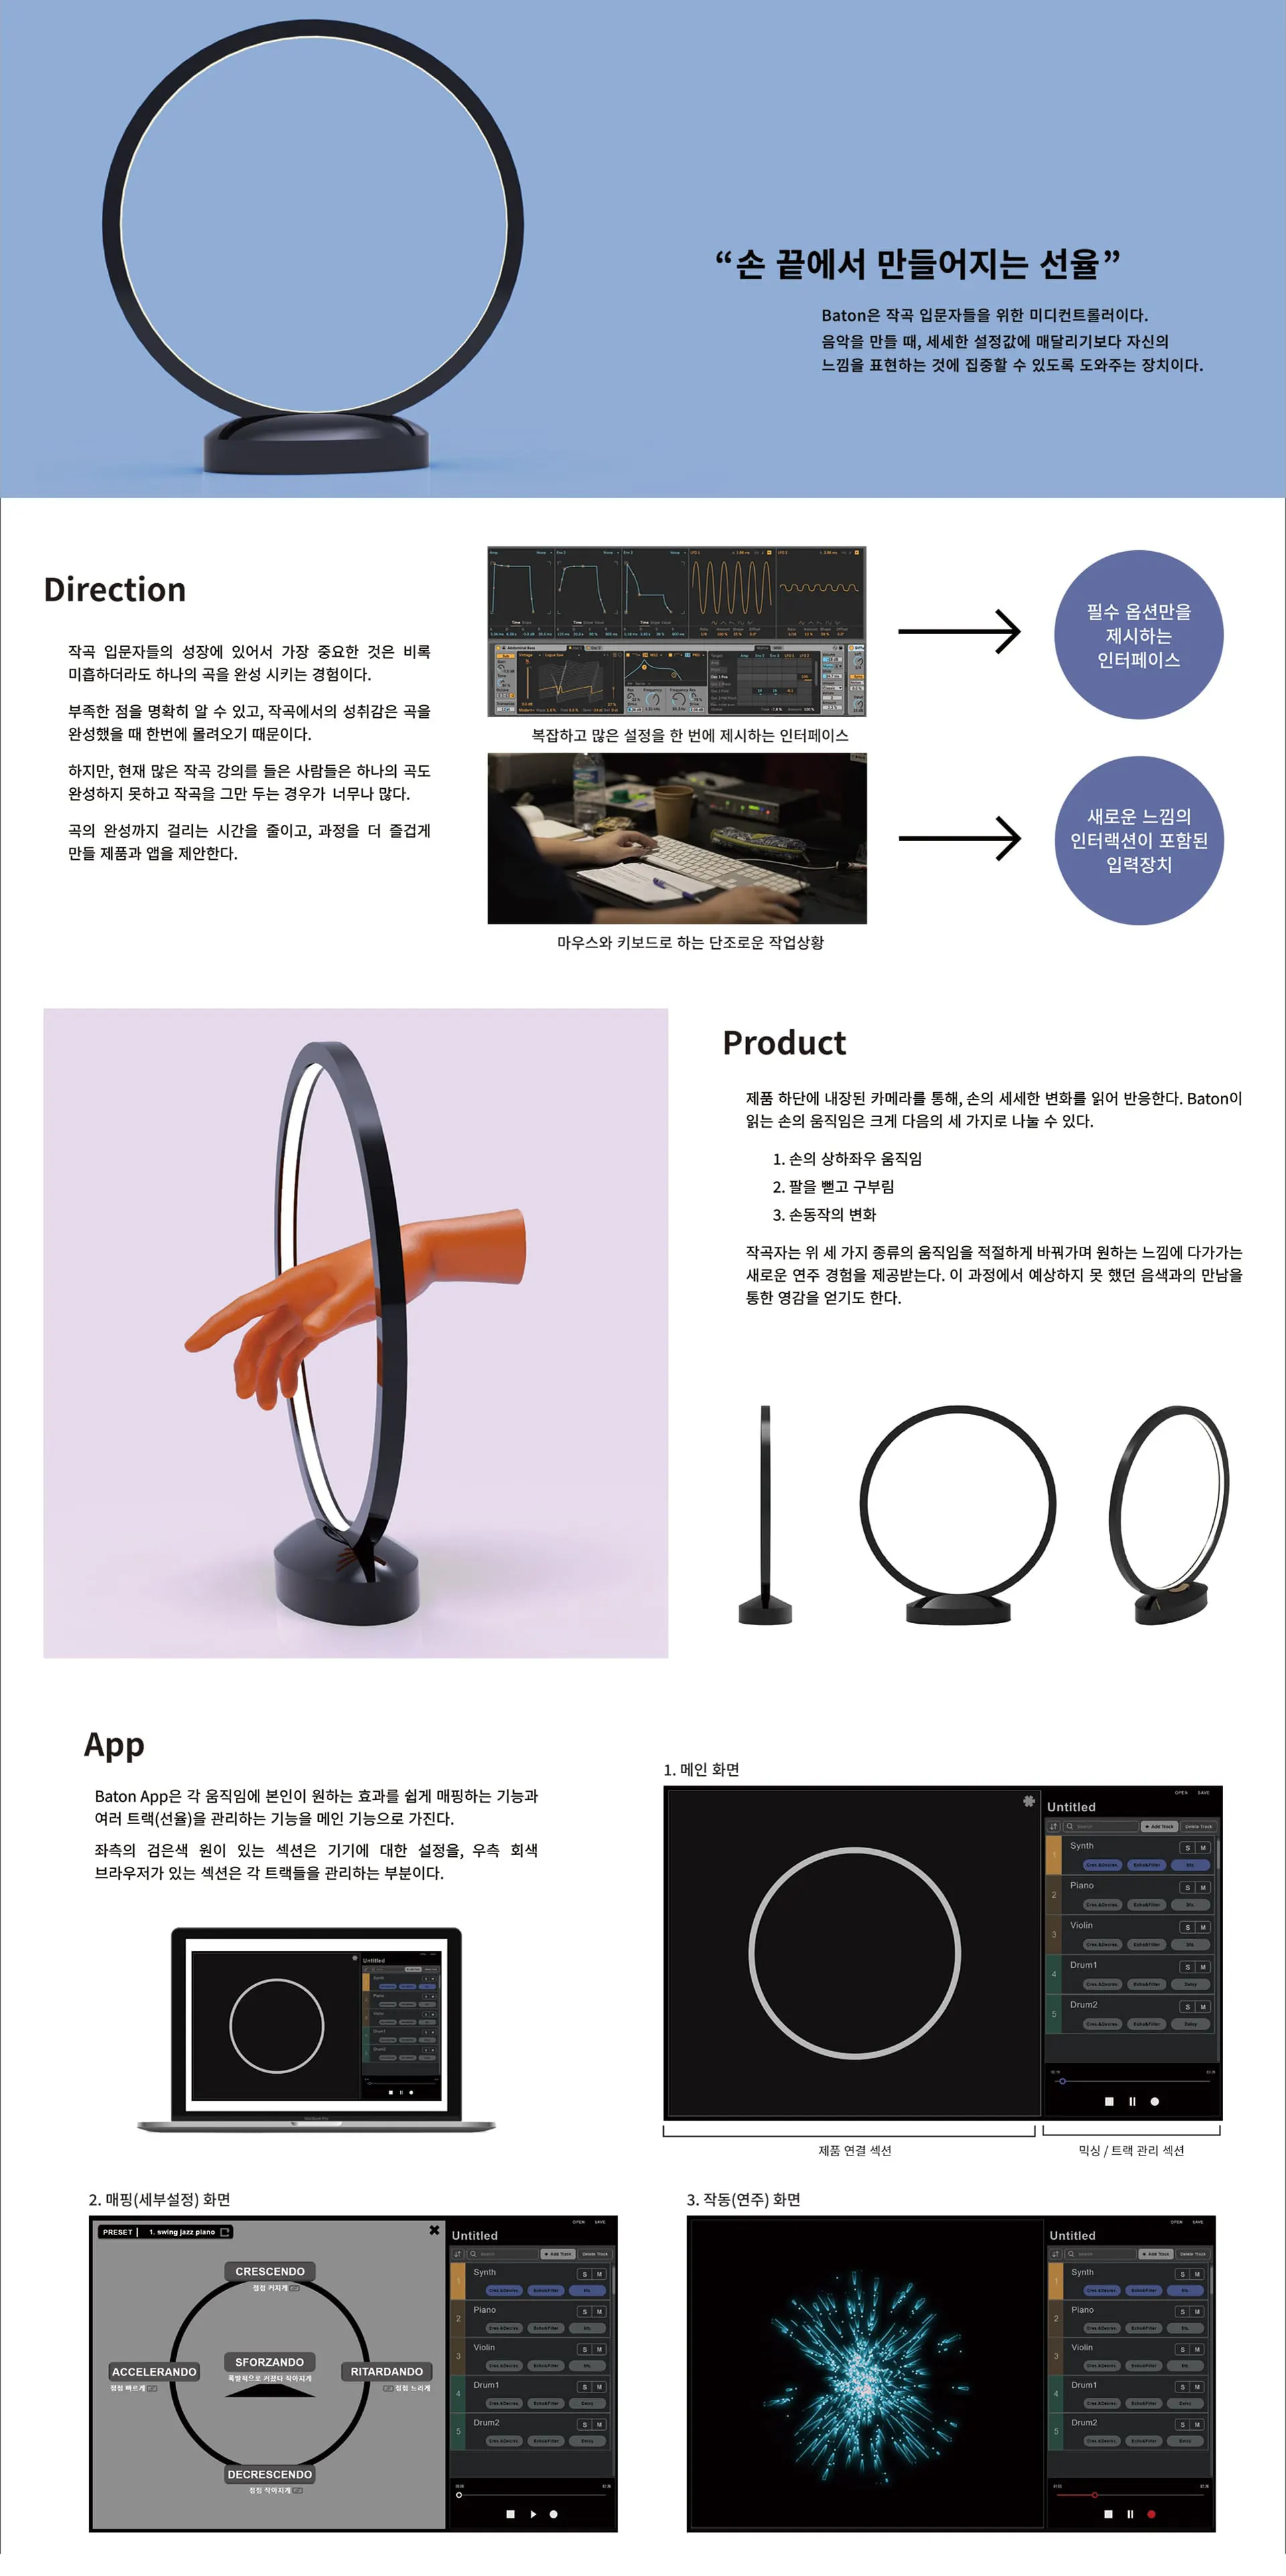 “손 끝에서 만들어지는 선율”
Baton은 작곡 입문자들을 위한 미디컨트롤러이다.
음악을 만들 때, 세세한 설정값에 매달리기보다 자신의
느낌을 표현하는 것에 집중할 수 있도록 도와주는 장치이다.
Direction
작곡 입문자들의 성장에 있어서 가장 중요한 것은 비록
미흡하더라도 하나의 곡을 완성 시키는 경험이다.
부족한 점을 명확히 알 수 있고, 작곡에서의 성취감은 곡을
완성했을 때 한번에 몰려오기 때문이다.
하지만, 현재 많은 작곡 강의를 들은 사람들은 하나의 곡도
완성하지 못하고 작곡을 그만 두는 경우가 너무나 많다.
곡의 완성까지 걸리는 시간을 줄이고, 과정을 더 즐겁게
만들 제품과 앱을 제안한다.
복잡하고 많은 설정을 한 번에 제시하는 인터페이스
필수 옵션만을
제시하는
인터페이스
마우스와 키보드로 하는 단조로운 작업상황
새로운 느낌의
인터랙션이 포함된
입력장치
Product
제품 하단에 내장된 카메라를 통해, 손의 세세한 변화를 읽어 반응한다. Baton이
읽는 손의 움직임은 크게 다음의 세 가지로 나눌 수 있다.
1. 손의 상하좌우 움직임
2. 팔을 뻗고 구부림
3. 손동작의 변화
작곡자는 위 세 가지 종류의 움직임을 적절하게 바꿔가며 원하는 느낌에 다가가는
새로운 연주 경험을 제공받는다. 이 과정에서 예상하지 못 했던 음색과의 만남을
통한 영감을 얻기도 한다.
App
Baton App은 각 움직임에 본인이 원하는 효과를 쉽게 매핑하는 기능과
여러 트랙(선율)을 관리하는 기능을 메인 기능으로 가진다.
좌측의 검은색 원이 있는 섹션은 기기에 대한 설정을, 우측 회색
브라우저가 있는 섹션은 각 트랙들을 관리하는 부분이다.
1. 메인 화면
OPEN SAVE
Untitled
Search + Add Track Delete Track
1 Synth S M
2 Piano S M
3 Violin S M
4 Drum1 S M
Delay
5 Drum2 S M
Delay
제품 연결 섹션
믹싱 / 트랙 관리 섹션
2. 매핑(세부설정) 화면
PRESET | 1. swing jazz piano
CRESCENDO
점점 커지게
SFORZANDO
폭발적으로 커졌다 작아지게
ACCELERANDO
점점 빠르게
RITARDANDO
점점 느리게
DECRESCENDO
점점 작아지게
OPEN SAVE
Untitled
Search + Add Track Delete Track
1 Synth S M
2 Piano S M
3 Violin S M
4 Drum1 S M
Delay
5 Drum2 S M
Delay
3. 작동(연주) 화면
OPEN SAVE
Untitled
Search + Add Track Delete Track
1 Synth S M
2 Piano S M
3 Violin S M
4 Drum1 S M
Delay
5 Drum2 S M
Delay